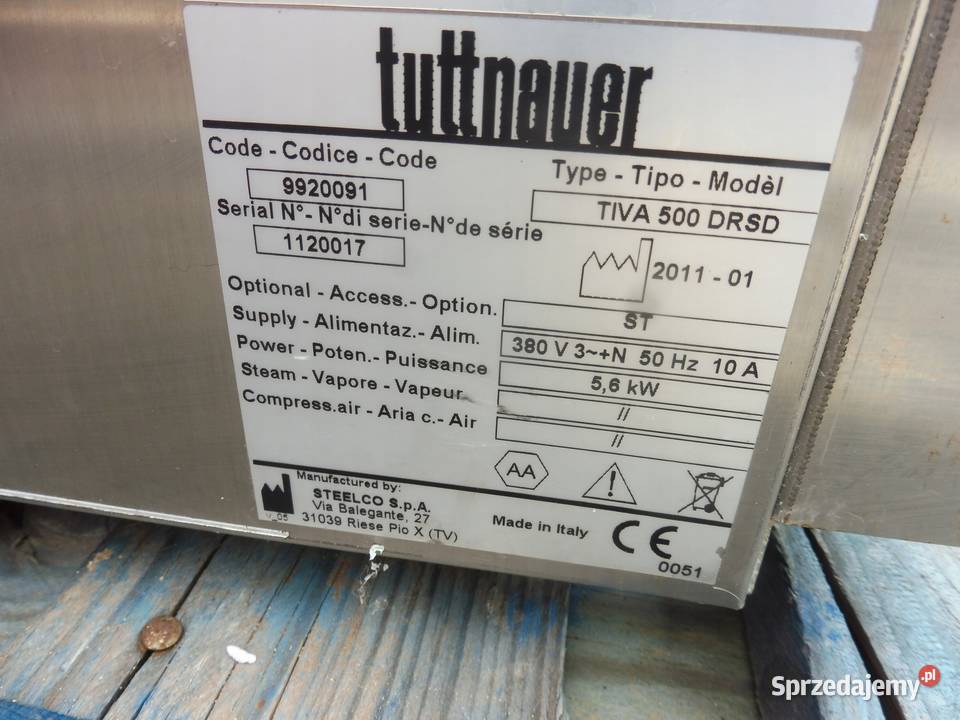 tuttnauer
Code - Codice - Code
9920091
Type - Tipo - Modèl
TIVA 500 DRSD
Serial N°- N°di serie-N°de série
1120017
2011 - 01
Optional - Access.- Option.
ST
Supply - Alimentaz.- Alim.
380 V 3~+N 50 Hz 10 A
Power - Poten.- Puissance
5,6 kW
Steam - Vapore - Vapeur
//
Compress.air - Aria c.- Air
//
AA
Manufactured by:
STEELCO S.p.A.
Via Balegante, 27
31039 Riese Pio X (TV)
V_05
Made in Italy
CE
0051
Sprzedajemy.pl